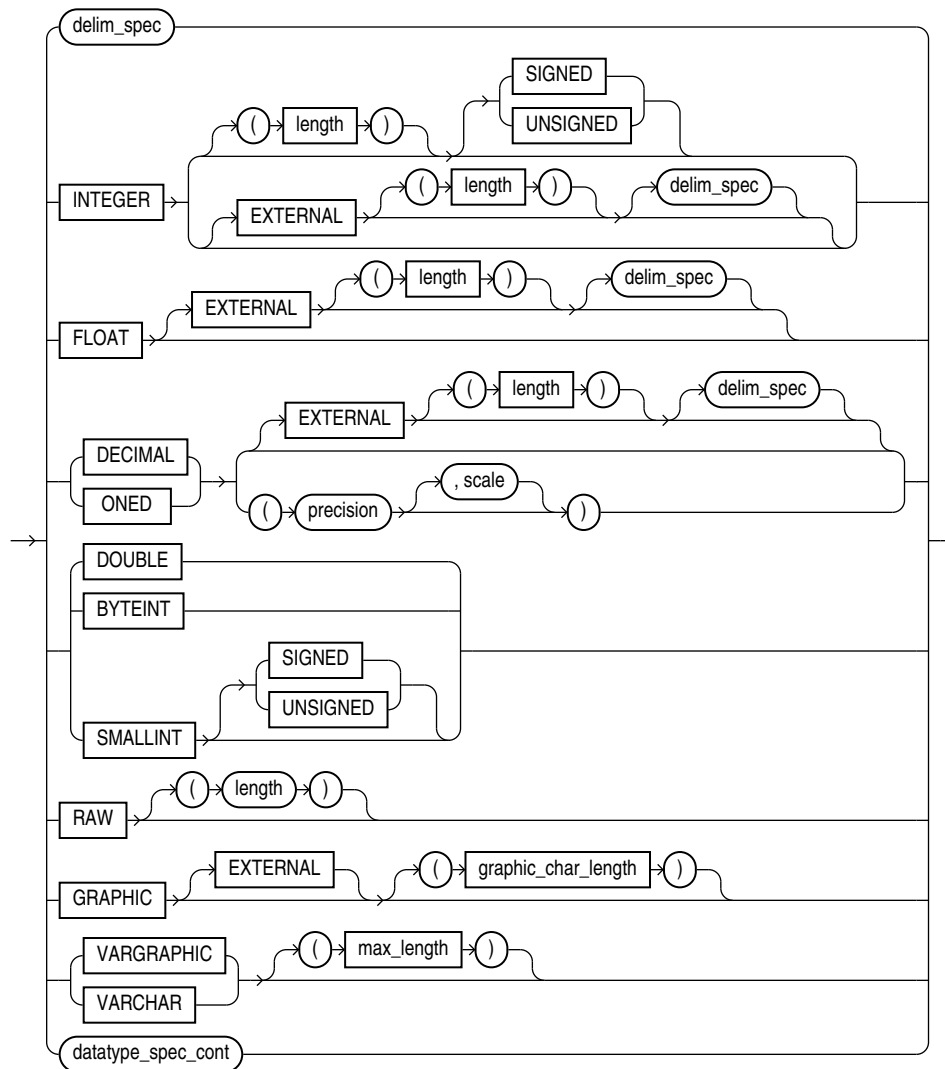 delim_spec
SIGNED
( length ) UNSIGNED
( length ) delim_spec
INTEGER EXTERNAL
( length ) delim_spec
EXTERNAL
FLOAT
( length ) delim_spec
EXTERNAL
DECIMAL
, scale
ONED ( precision )
DOUBLE
BYTEINT
SIGNED
UNSIGNED
SMALLINT
( length )
RAW
EXTERNAL ( graphic_char_length )
GRAPHIC
VARGRAPHIC ( max_length )
VARCHAR
datatype_spec_cont